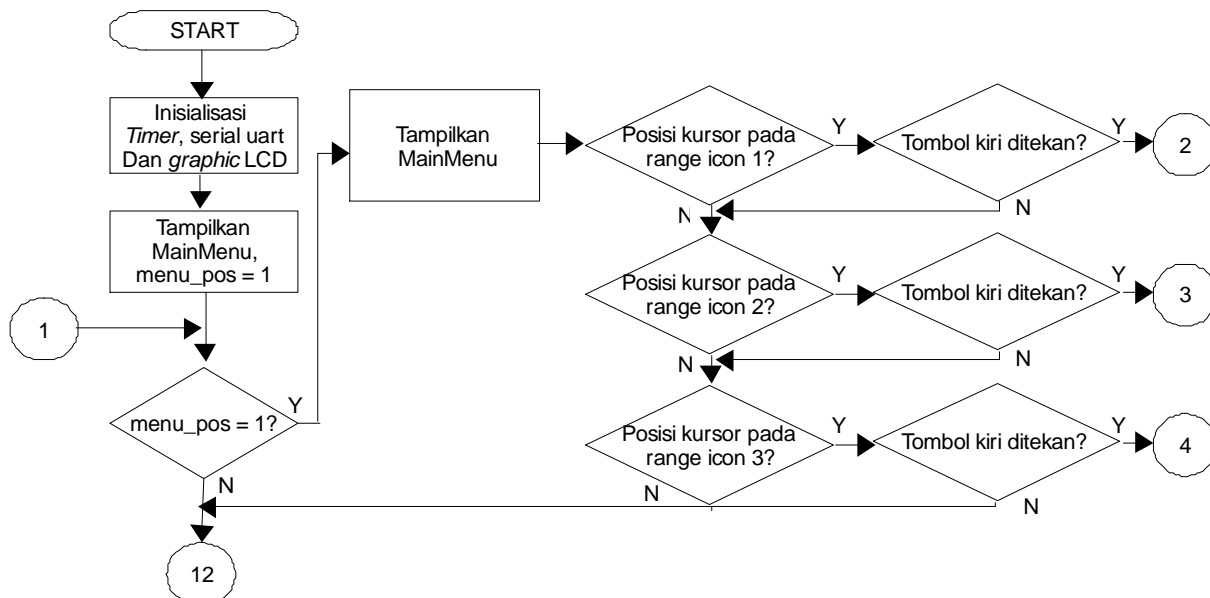 START
Inisialisasi
Timer, serial uart
Dan graphic LCD
Tampilkan
MainMenu,
menu_pos = 1
1
menu_pos = 1?
Y
N
12
Tampilkan
MainMenu
Posisi kursor pada
range icon 1?
Y
N
Tombol kiri ditekan?
Y
N
2
Posisi kursor pada
range icon 2?
Y
N
Tombol kiri ditekan?
Y
N
3
Posisi kursor pada
range icon 3?
Y
N
Tombol kiri ditekan?
Y
N
4